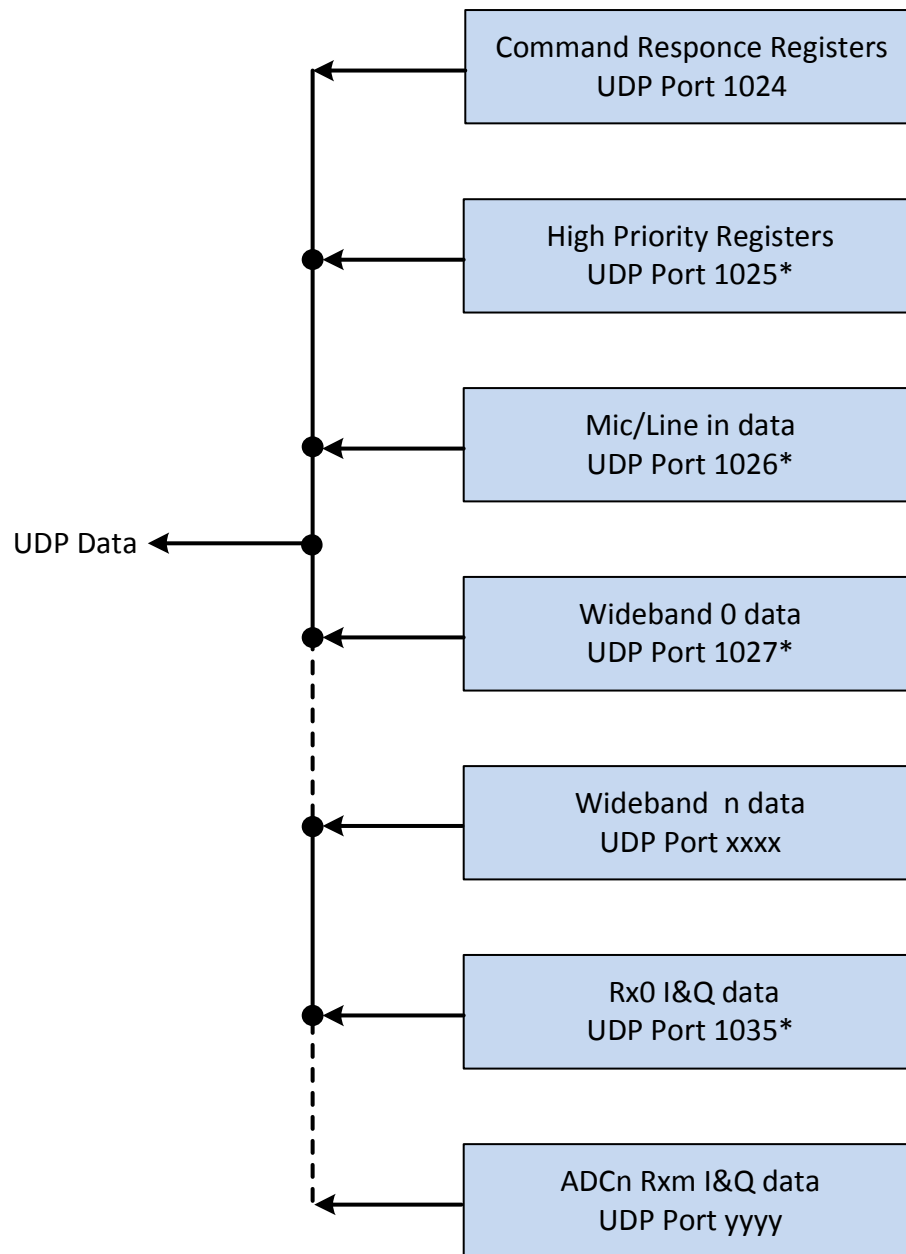 Command Responce Registers
UDP Port 1024
High Priority Registers
UDP Port 1025*
Mic/Line in data
UDP Port 1026*
UDP Data
Wideband 0 data
UDP Port 1027*
Wideband  n data
UDP Port xxxx
Rx0 I&Q data
UDP Port 1035*
ADCn Rxm I&Q data
UDP Port yyyy